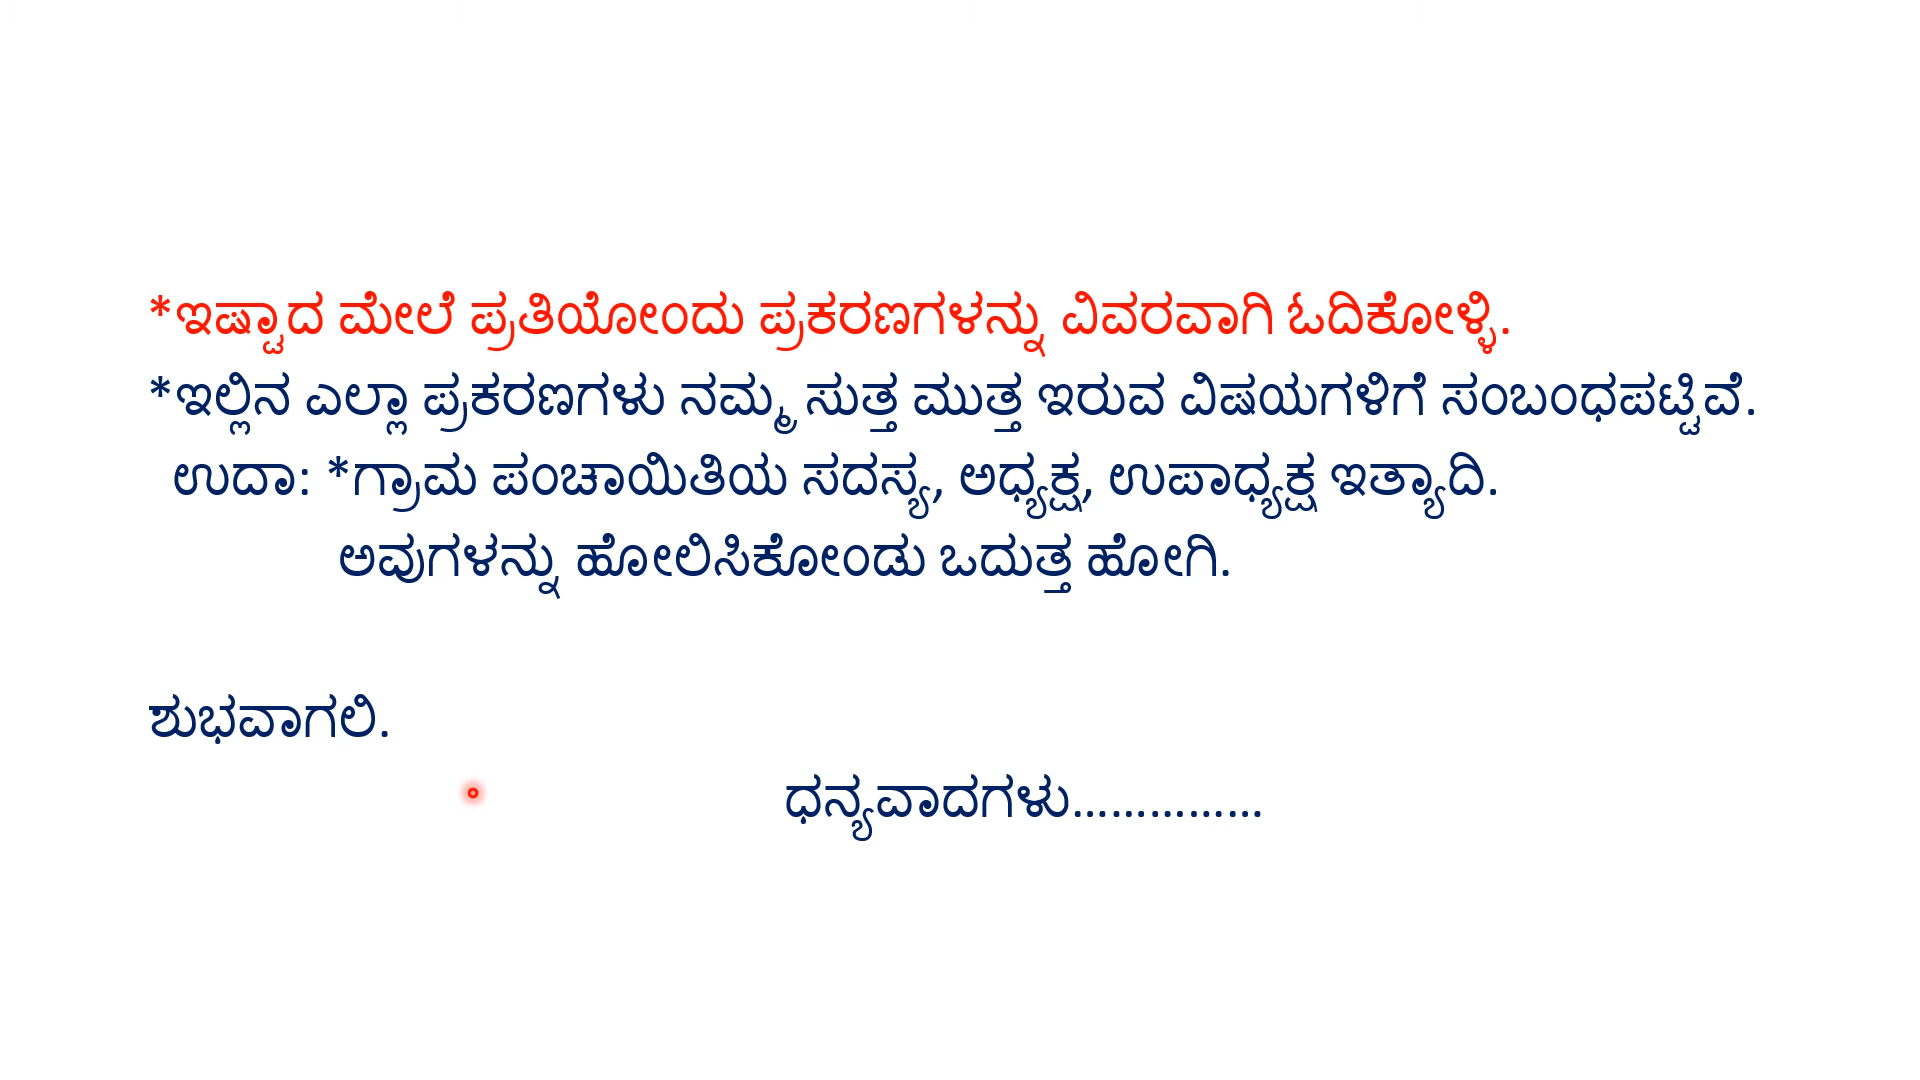 *ಇಷ್ಟಾದ ಮೇಲೆ ಪ್ರತಿಯೋಂದು ಪ್ರಕರಣಗಳನ್ನು ವಿವರವಾಗಿ ಓದಿಕೋಳ್ಳಿ.
*ಇಲ್ಲಿನ ಎಲ್ಲಾ ಪ್ರಕರಣಗಳು ನಮ್ಮ ಸುತ್ತ ಮುತ್ತ ಇರುವ ವಿಷಯಗಳಿಗೆ ಸಂಬಂಧಪಟ್ಟಿವೆ.
ಉದಾ: *ಗ್ರಾಮ ಪಂಚಾಯಿತಿಯ ಸದಸ್ಯ, ಅಧ್ಯಕ್ಷ, ಉಪಾಧ್ಯಕ್ಷ ಇತ್ಯಾದಿ.
ಅವುಗಳನ್ನು ಹೋಲಿಸಿಕೋಂಡು ಒದುತ್ತ ಹೋಗಿ.
ಶುಭವಾಗಲಿ.
ಧನ್ಯವಾದಗಳು……………